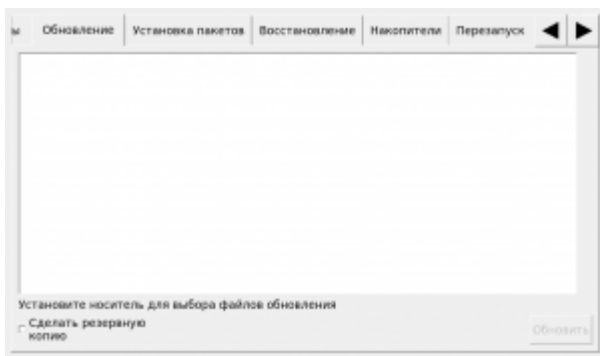 ы Обновление Установка пакетов Восстановление Накопители Перезапуск
Установите носитель для выбора файлов обновления
Сделать резервную
копию
Обновить